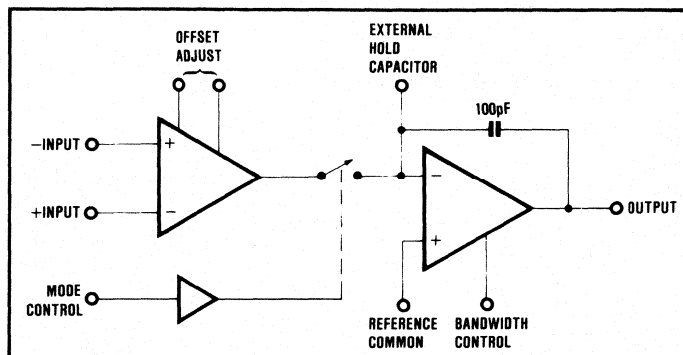 OFFSET
ADJUST
EXTERNAL
HOLD
CAPACITOR
100pF
−INPUT
+
−
OUTPUT
+INPUT
−
+
MODE
CONTROL
REFERENCE
COMMON
BANDWIDTH
CONTROL